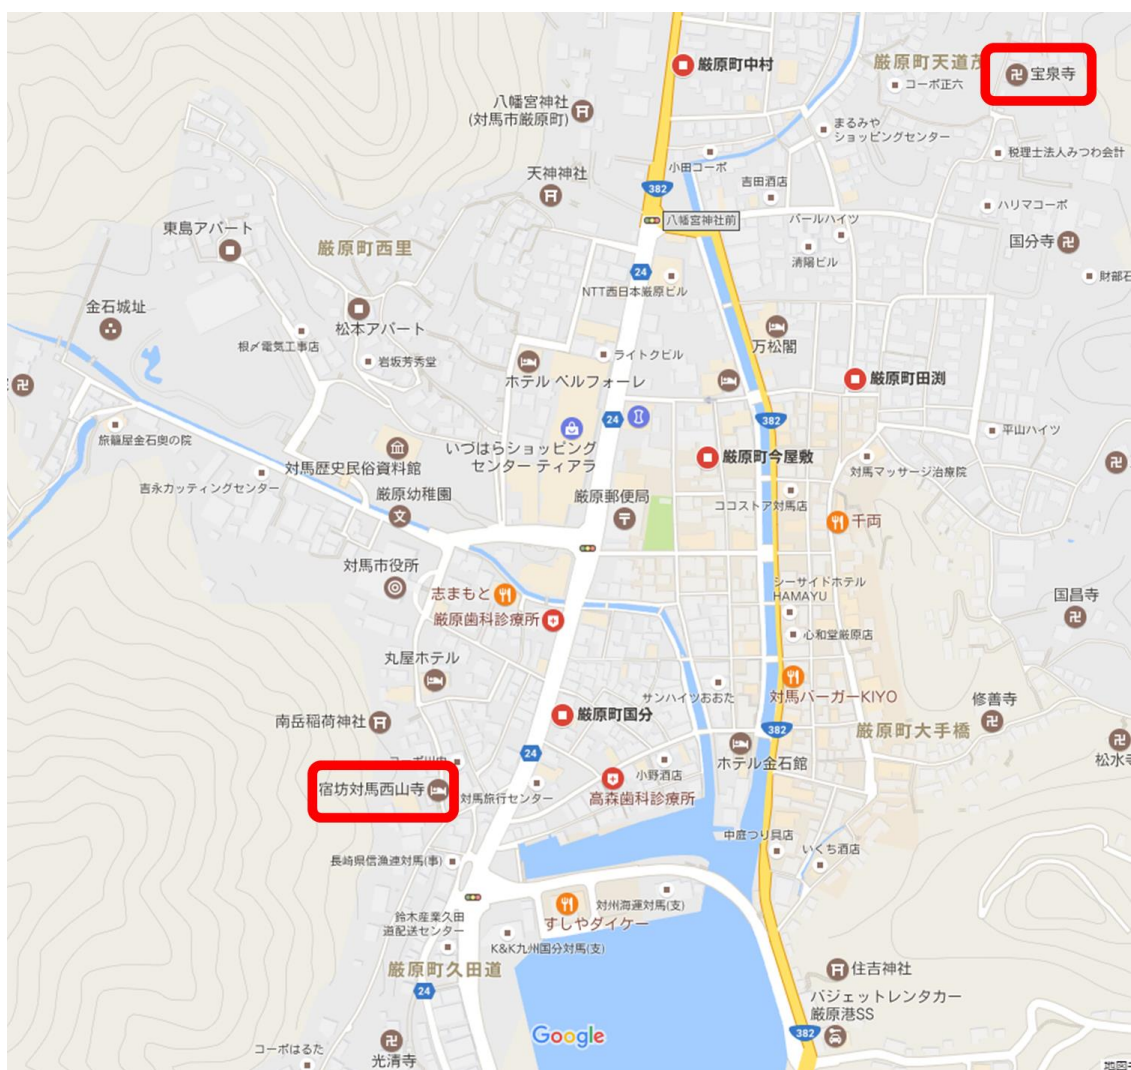 厳原町中村
厳原町天道茂
宝泉寺
コーポ正六
八幡宮神社
(対馬市厳原町)
まるみや
ショッピングセンター
税理士法人みつわ会計
小田コーポ
天神神社
382
吉田酒店
ハリマコーポ
八幡宮神社前
パールハイツ
東島アパート
厳原町西里
国分寺
清陽ビル
24
財部石
NTT西日本厳原ビル
金石城址
松本アパート
根〆電気工事店
万松閣
ライトクビル
岩坂芳秀堂
ホテル ベルフォーレ
厳原町田渕
24
382
旅籠屋金石奥の院
平山ハイツ
いづはらショッピング
センター ティアラ
厳原町今屋敷
対馬歴史民俗資料館
対馬マッサージ治療院
吉永カッティングセンター
厳原幼稚園
厳原郵便局
ココストア対馬店
千両
対馬市役所
シーサイドホテル
HAMAYU
志まもと
国昌寺
厳原歯科診療所
心和堂厳原店
丸屋ホテル
サンハイツおおた
対馬バーガーKIYO
修善寺
南岳稲荷神社
厳原町国分
382
厳原町大手橋
24
ホテル金石館
松水寺
小野酒店
宿坊対馬西山寺
対馬旅行センター
高森歯科診療所
中庭つり具店
いくち酒店
長崎県信漁連対馬(事)
対州海運対馬(支)
鈴木産業久田
道配送センター
すしやダイケー
K&K九州国分対馬(支)
厳原町久田道
住吉神社
24
バジェットレンタカー
厳原港SS
Google
382
コーポはるた
光清寺